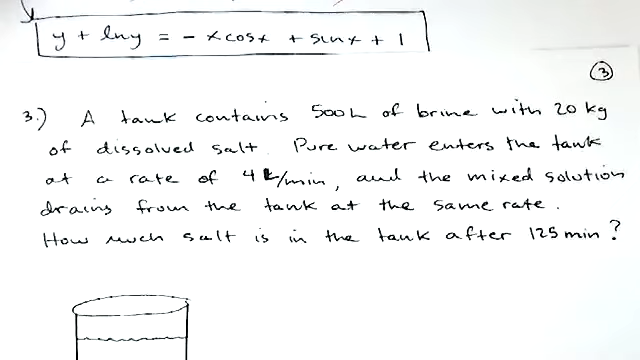 y + ln y = - x cos x + sin x + 1
3
3.) A tank contains 500 L of brine with 20 kg
of dissolved salt. Pure water enters the tank
at a rate of 4 L/min, and the mixed solution
drains from the tank at the same rate.
How much salt is in the tank after 125 min?